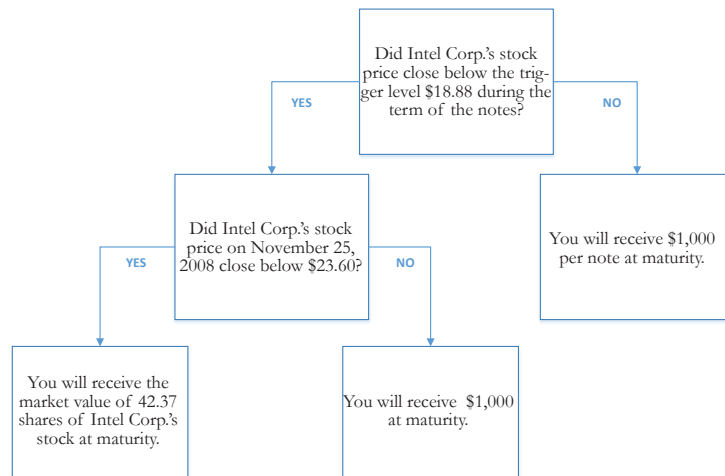 Did Intel Corp.'s stock
price close below the trig-
ger level $18.88 during the
term of the notes?
YES
NO
Did Intel Corp.'s stock
price on November 25,
2008 close below $23.60?
You will receive $1,000
per note at maturity.
YES
NO
You will receive the
market value of 42.37
shares of Intel Corp.'s
stock at maturity.
You will receive $1,000
at maturity.